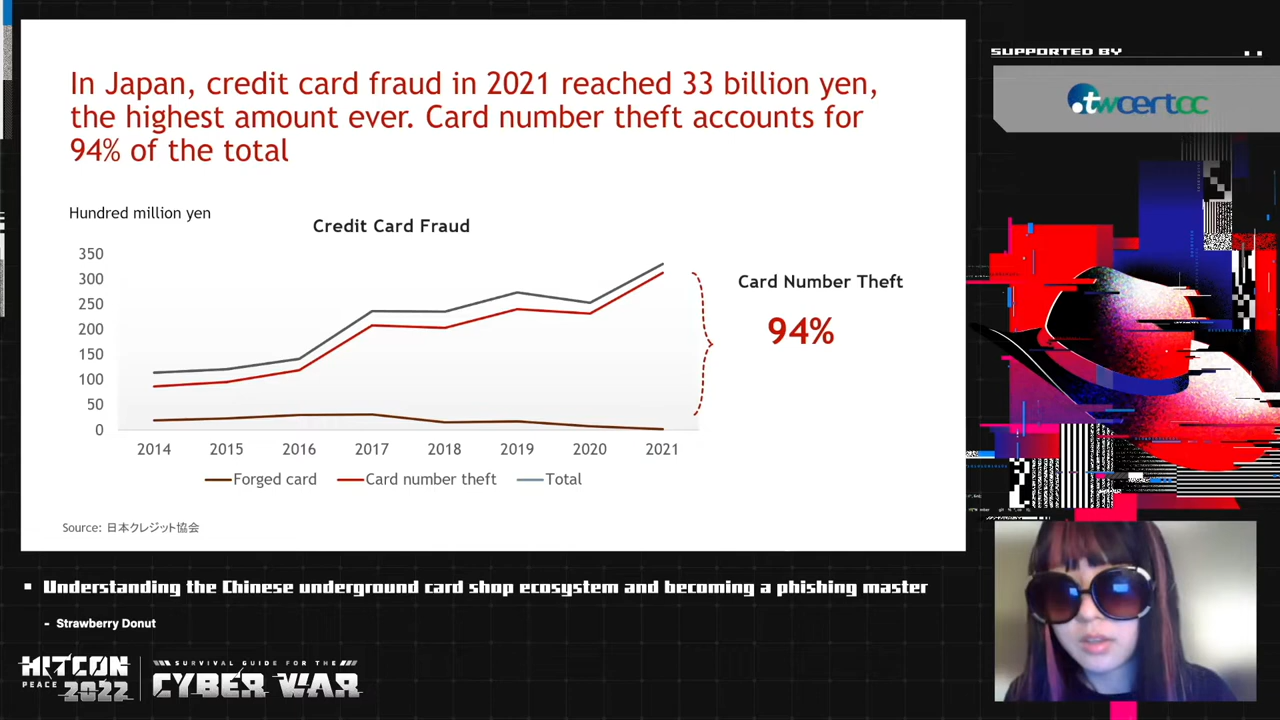 In Japan, credit card fraud in 2021 reached 33 billion yen,
the highest amount ever. Card number theft accounts for
94% of the total
Hundred million yen
Credit Card Fraud
350
300
250
200
150
100
50
0
2014 2015 2016 2017 2018 2019 2020 2021
Forged card Card number theft Total
Card Number Theft
94%
Source: 日本クレジット協会
SUPPORTED BY
twcertcc
Understanding the Chinese underground card shop ecosystem and becoming a phishing master
- Strawberry Donut
HITCON
PEACE 2022
SURVIVAL GUIDE FOR THE
CYBER WAR